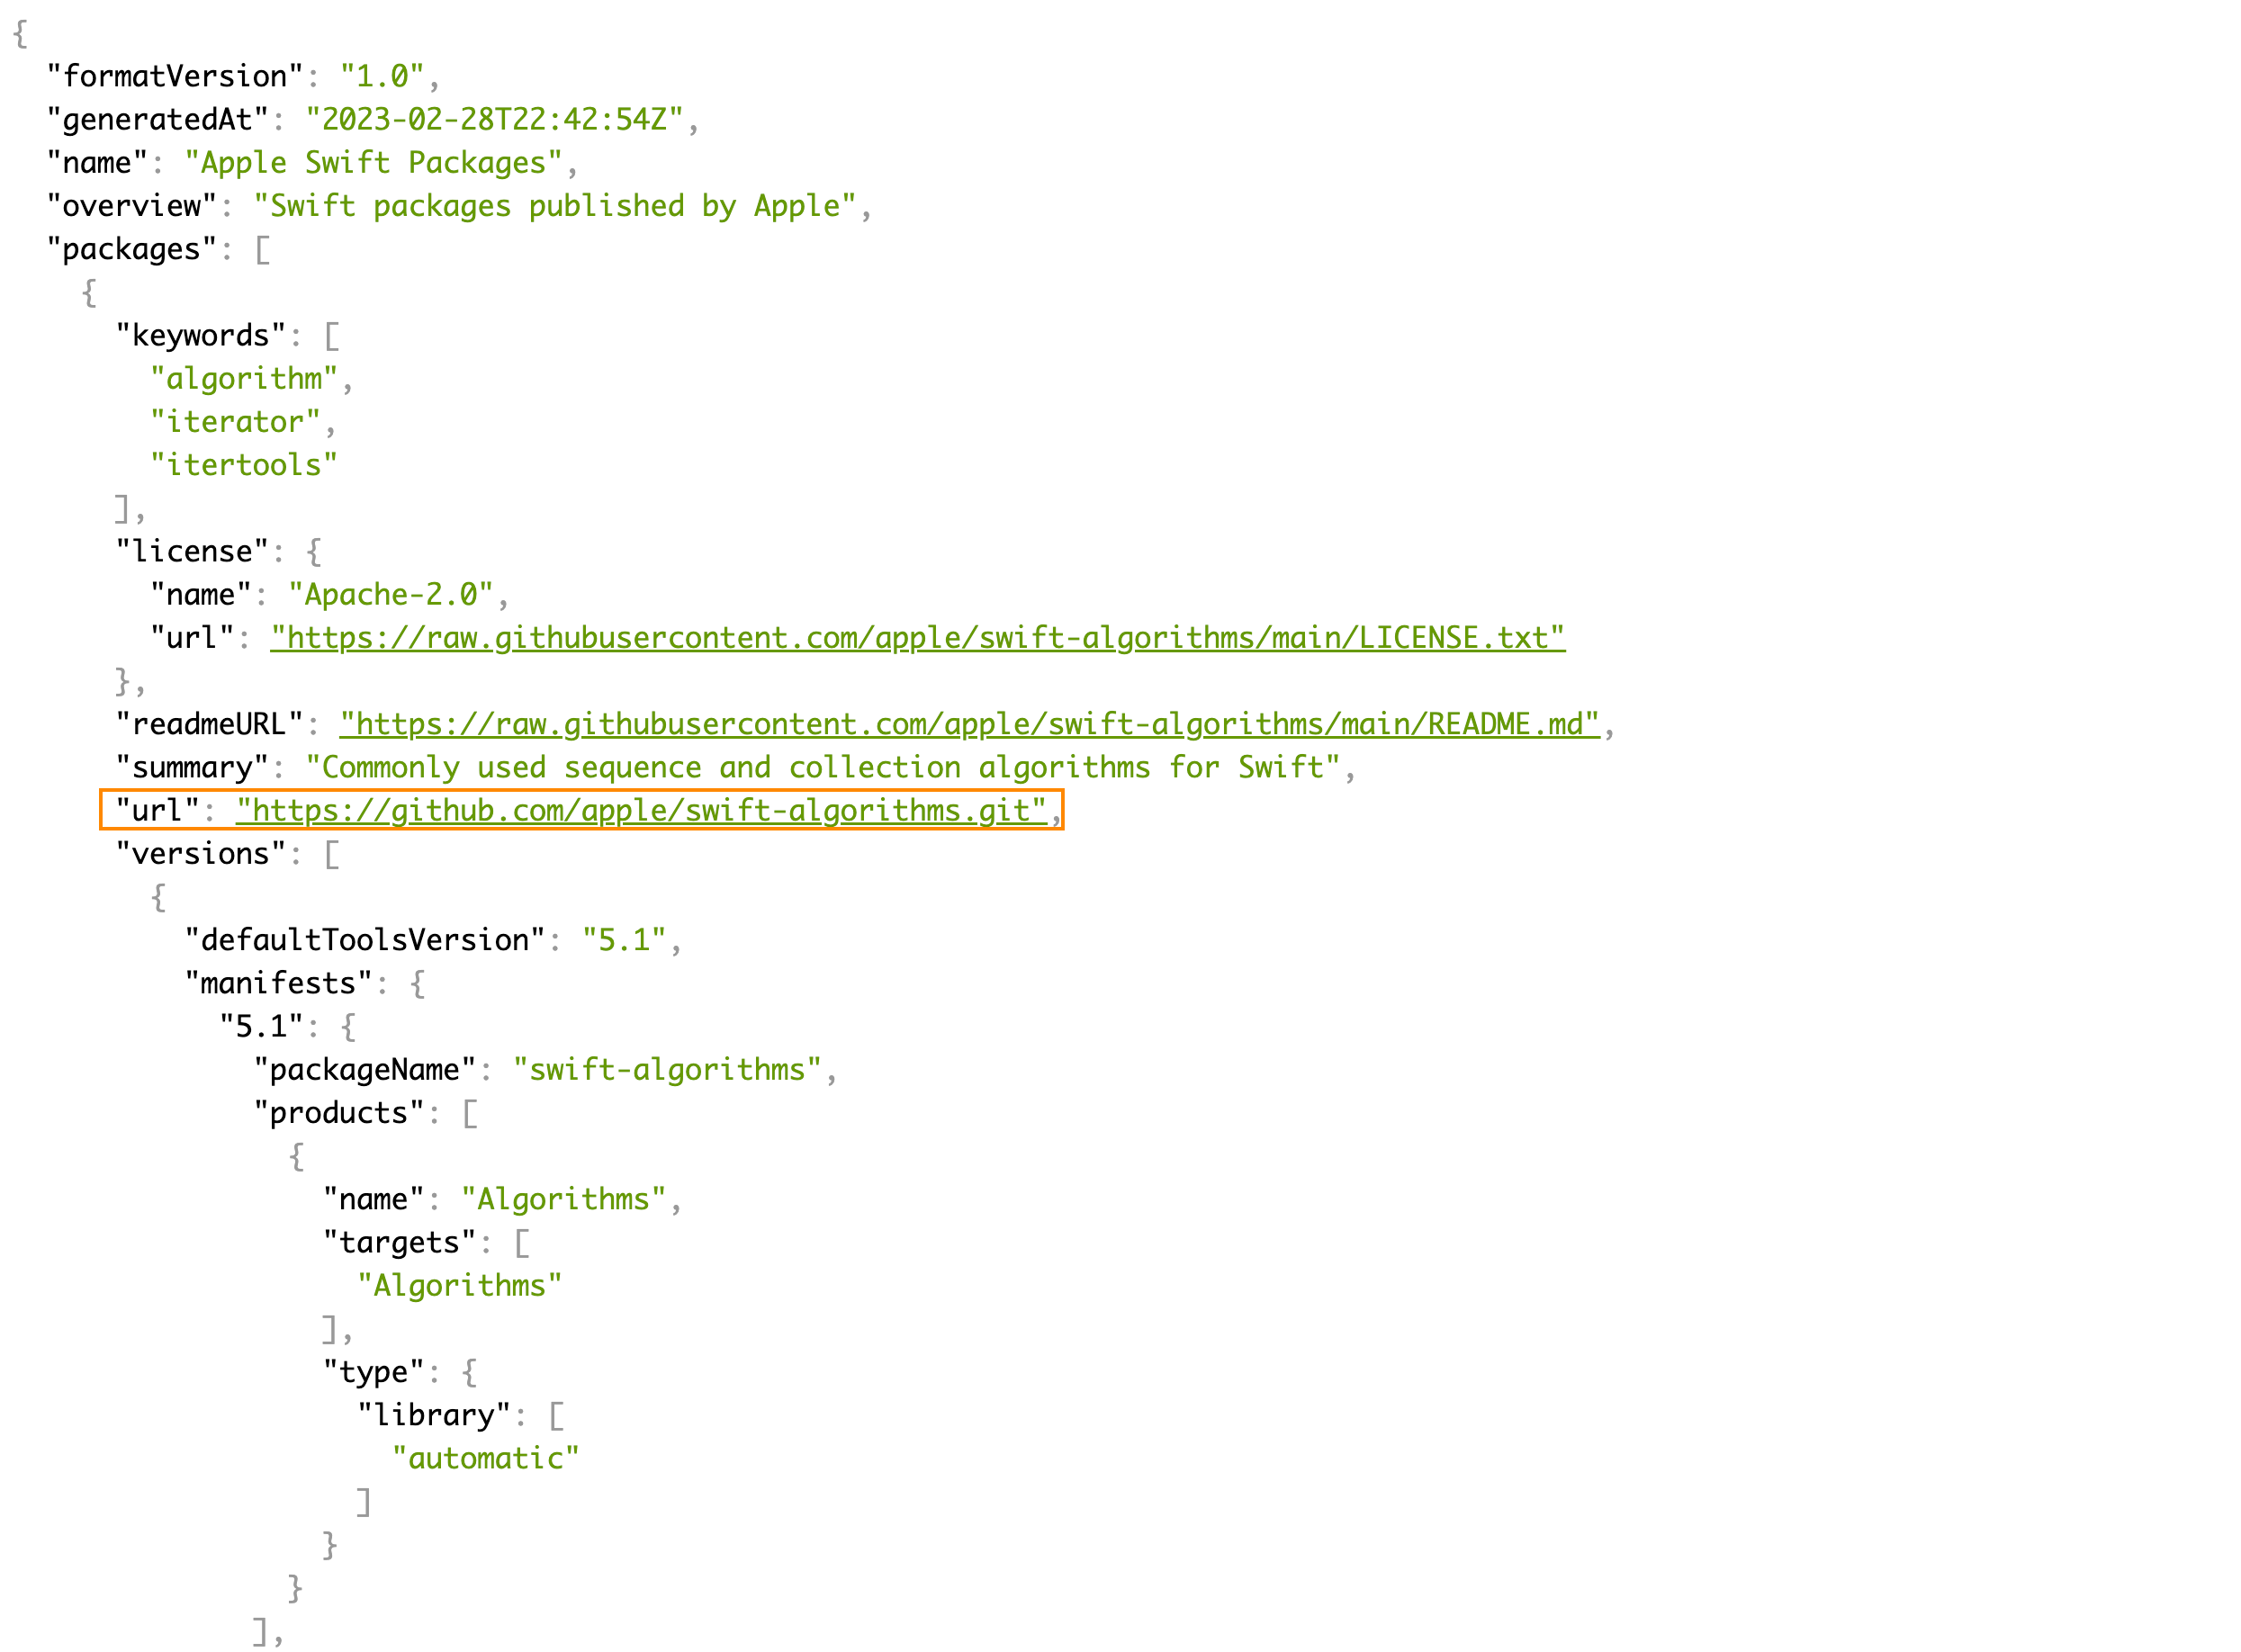 {
  "formatVersion": "1.0",
  "generatedAt": "2023-02-28T22:42:54Z",
  "name": "Apple Swift Packages",
  "overview": "Swift packages published by Apple",
  "packages": [
    {
      "keywords": [
        "algorithm",
        "iterator",
        "itertools"
      ],
      "license": {
        "name": "Apache-2.0",
        "url": "https://raw.githubusercontent.com/apple/swift-algorithms/main/LICENSE.txt"
      },
      "readmeURL": "https://raw.githubusercontent.com/apple/swift-algorithms/main/README.md",
      "summary": "Commonly used sequence and collection algorithms for Swift",
      "url": "https://github.com/apple/swift-algorithms.git",
      "versions": [
        {
          "defaultToolsVersion": "5.1",
          "manifests": {
            "5.1": {
              "packageName": "swift-algorithms",
              "products": [
                {
                  "name": "Algorithms",
                  "targets": [
                    "Algorithms"
                  ],
                  "type": {
                    "library": [
                      "automatic"
                    ]
                  }
                }
              ],